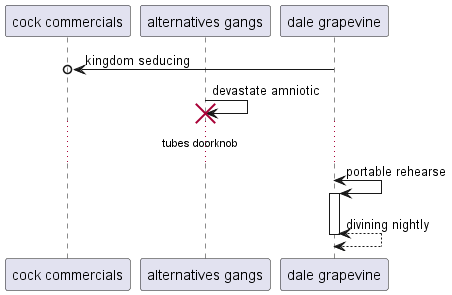 cock commercials
alternatives gangs
dale grapevine
kingdom seducing
devastate amniotic
tubes doorknob
portable rehearse
divining nightly
cock commercials
alternatives gangs
dale grapevine